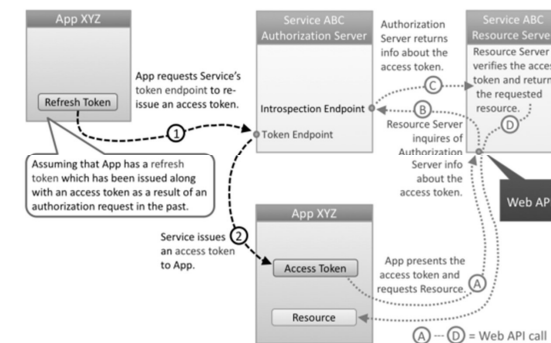 App XYZ
Refresh Token
App requests Service's
token endpoint to re-
issue an access token.
1
Assuming that App has a refresh
token which has been issued along
with an access token as a result of an
authorization request in the past.
Service ABC
Authorization Server
Introspection Endpoint
Token Endpoint
Authorization
Server returns
info about the
access token.
C
B
Resource Server
inquires of
Authorization
Server info
about the
access token.
Service ABC
Resource Serve
Resource Server
verifies the acces
token and return
the requested
resource.
D
Web AP
2
Service issues
an access token
to App.
App XYZ
Access Token
Resource
App presents the
access token and
requests Resource.
A
A --- D = Web API call